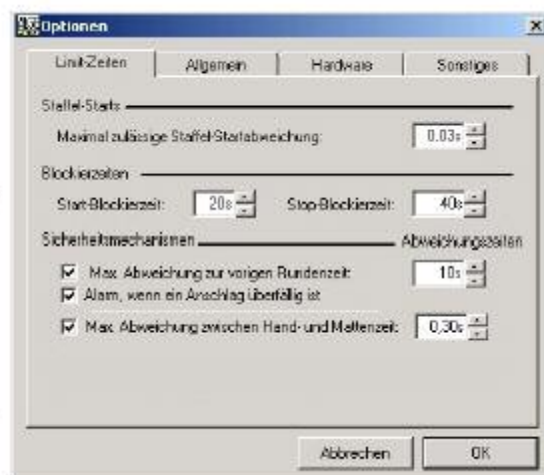 Optionen
Limit-Zeiten Allgemein Hardware Sonstiges
Staffel-Starts
Maximal zulässige Staffel-Startabweichung: 0.03s
Blockierzeiten
Start-Blockierzeit: 20s Stop-Blockierzeit: 40s
Sicherheitsmechanismen Abweichungszeiten
Max. Abweichung zur vorigen Rundenzeit: 10s
Alarm, wenn ein Anschlag überfällig ist
Max. Abweichung zwischen Hand- und Mattenzeit: 0,30s
Abbrechen OK